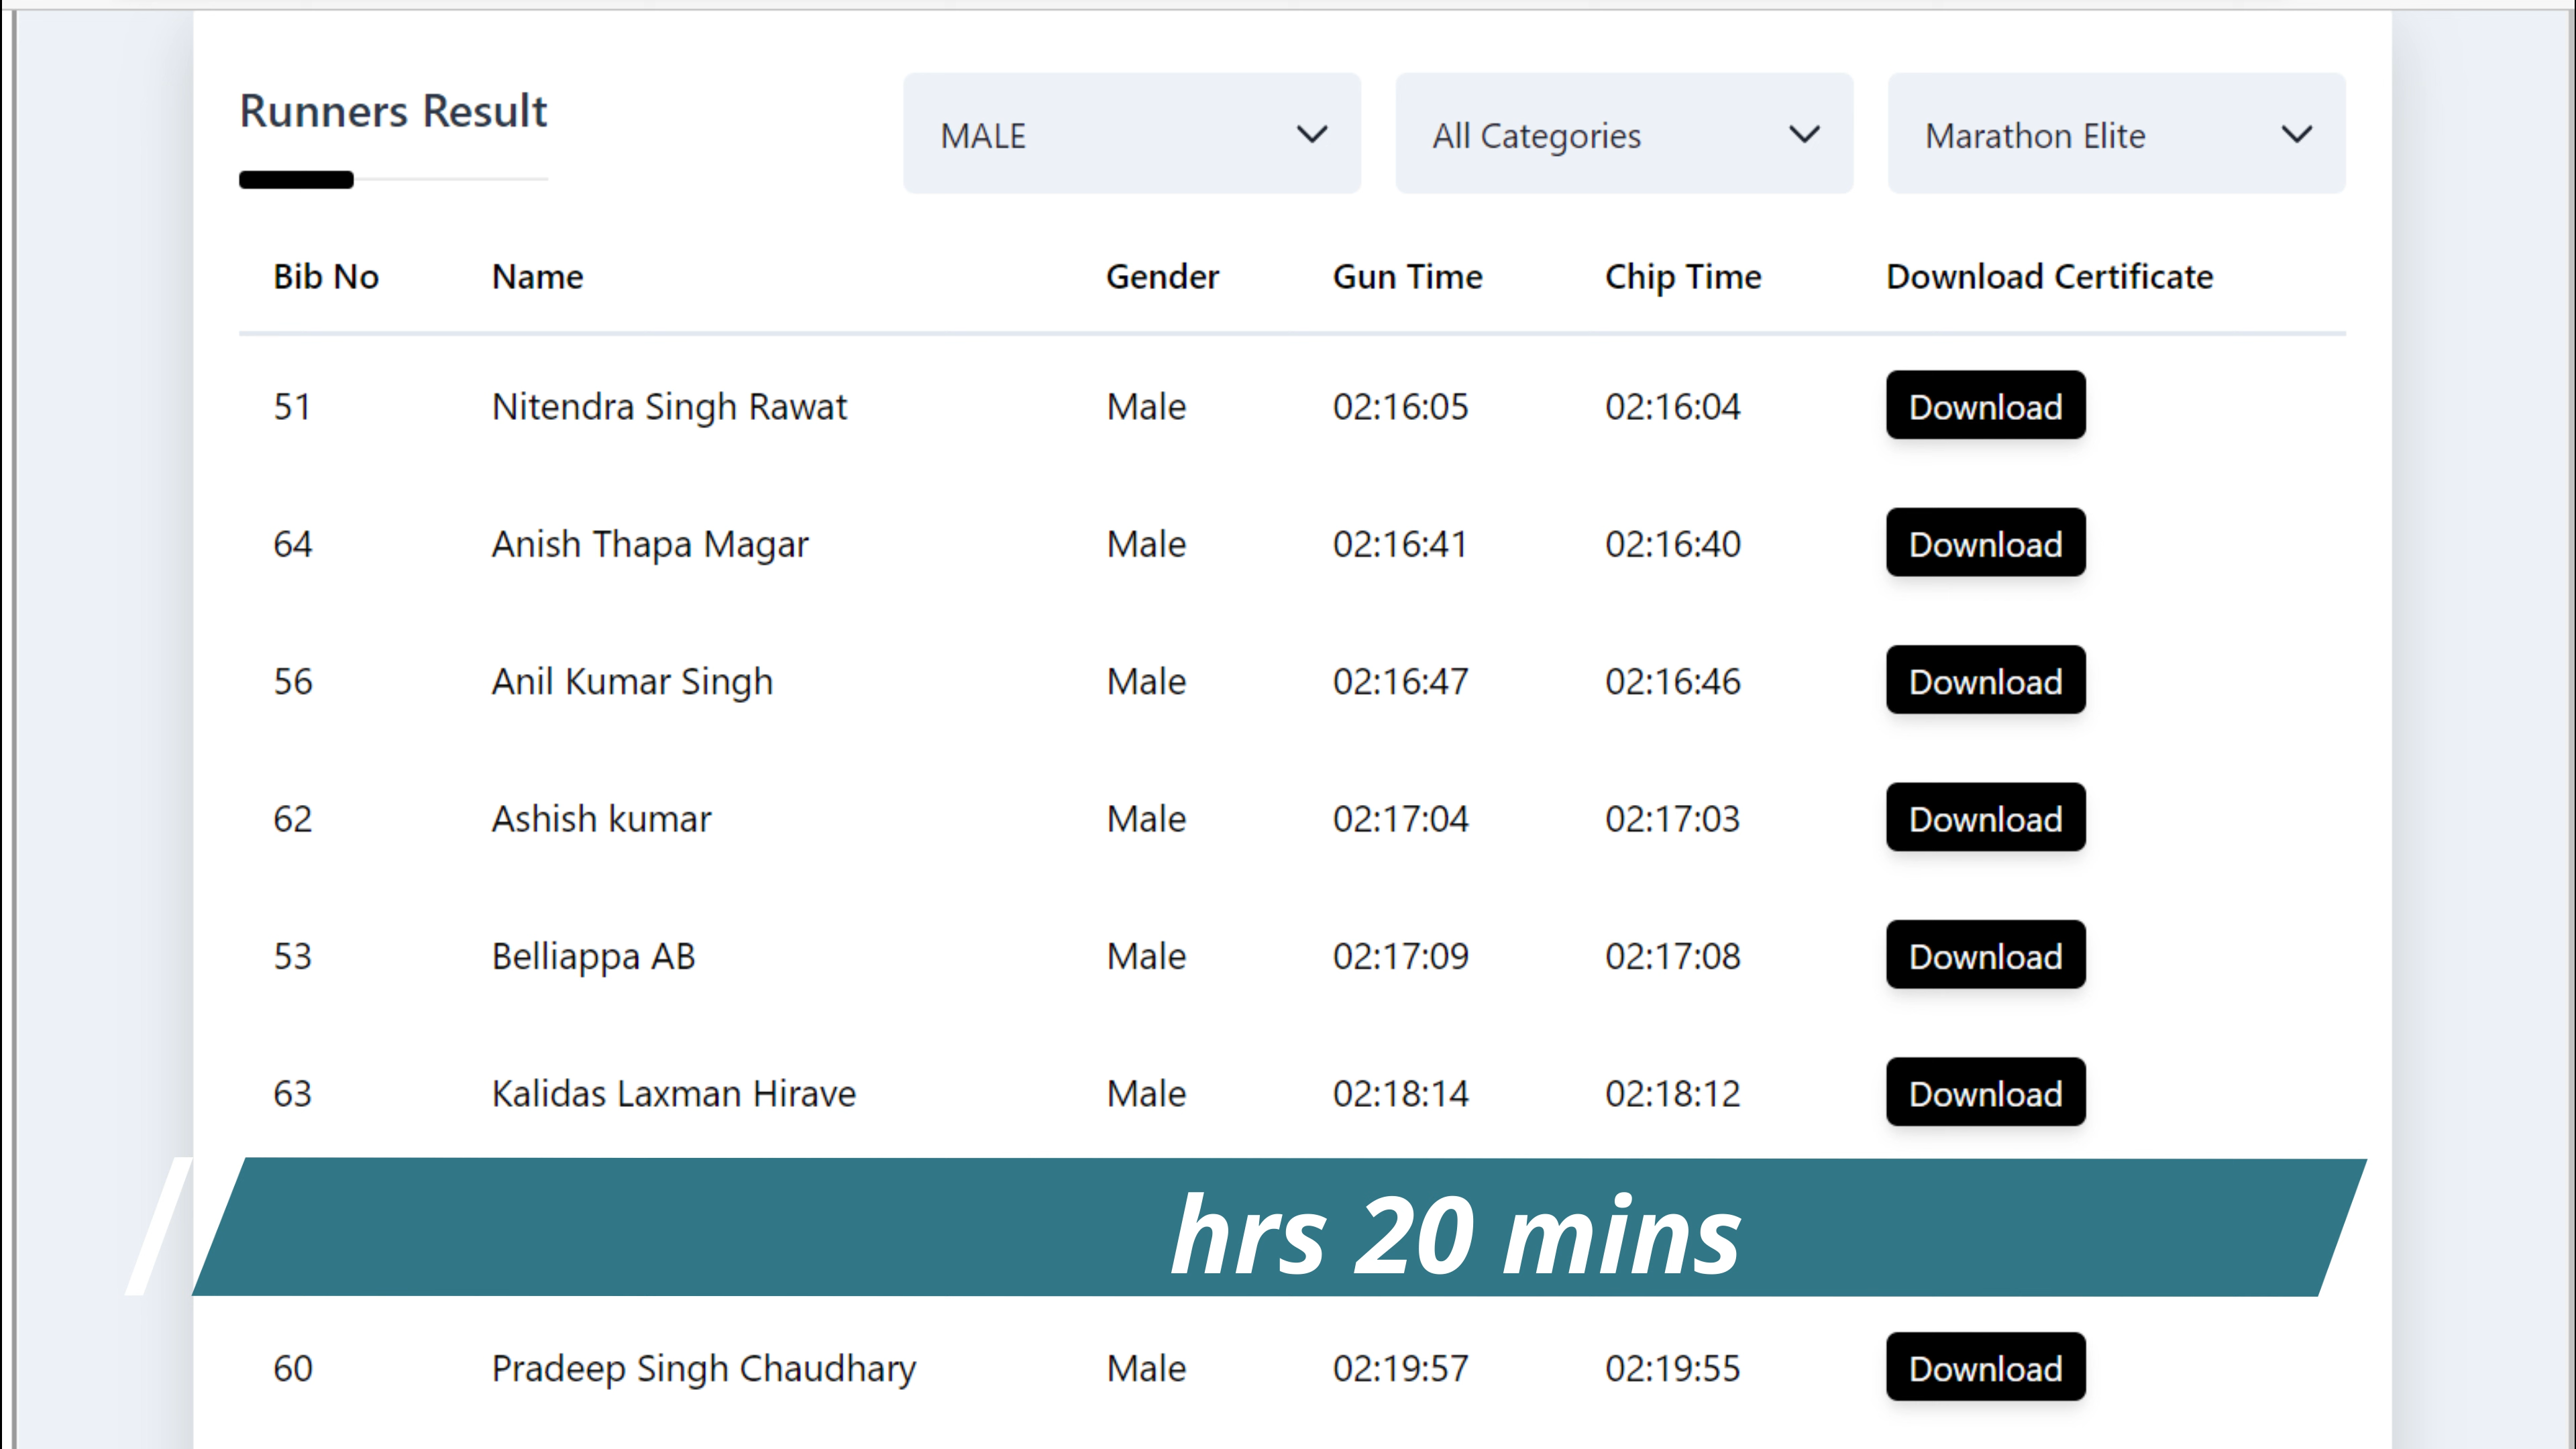 Runners Result
MALE
All Categories
Marathon Elite
Bib No Name Gender Gun Time Chip Time Download Certificate
51 Nitendra Singh Rawat Male 02:16:05 02:16:04 Download
64 Anish Thapa Magar Male 02:16:41 02:16:40 Download
56 Anil Kumar Singh Male 02:16:47 02:16:46 Download
62 Ashish kumar Male 02:17:04 02:17:03 Download
53 Belliappa AB Male 02:17:09 02:17:08 Download
63 Kalidas Laxman Hirave Male 02:18:14 02:18:12 Download
hrs 20 mins
60 Pradeep Singh Chaudhary Male 02:19:57 02:19:55 Download